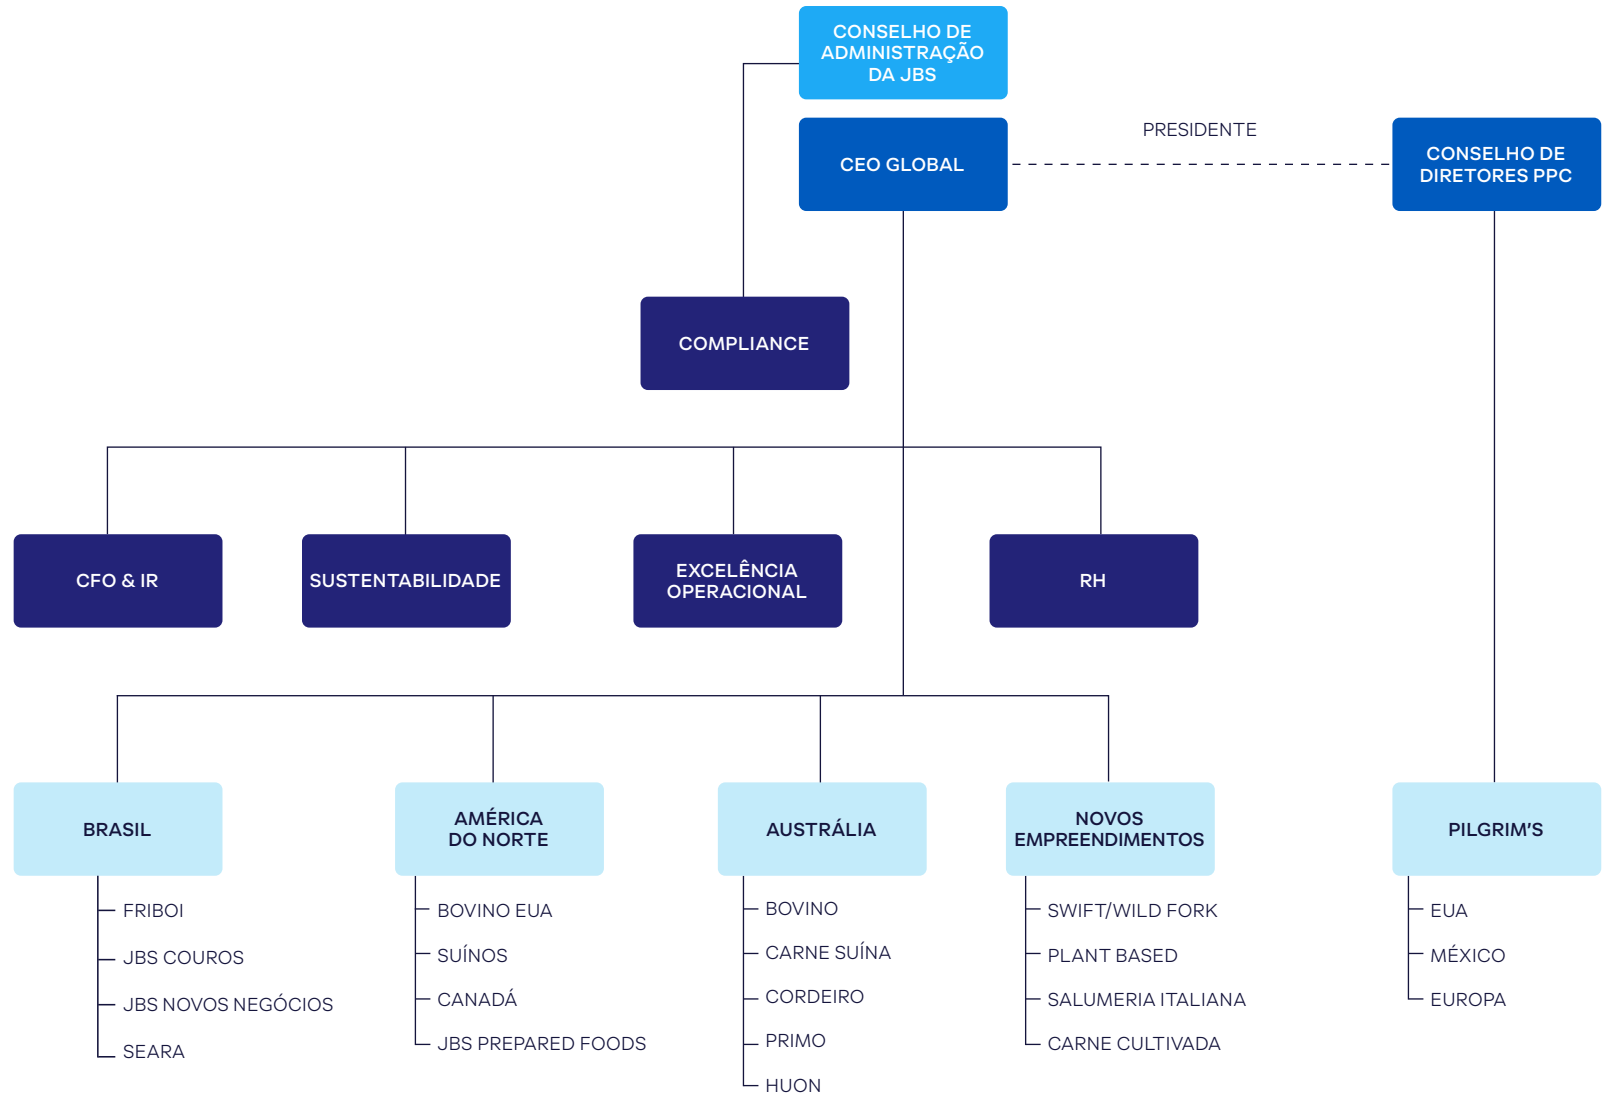 CONSELHO DE
ADMINISTRAÇÃO
DA JBS
CEO GLOBAL
PRESIDENTE
CONSELHO DE
DIRETORES PPC
COMPLIANCE
CFO & IR
SUSTENTABILIDADE
EXCELÊNCIA
OPERACIONAL
RH
BRASIL
FRIBOI
JBS COUROS
JBS NOVOS NEGÓCIOS
SEARA
AMÉRICA
DO NORTE
BOVINO EUA
SUÍNOS
CANADÁ
JBS PREPARED FOODS
AUSTRÁLIA
BOVINO
CARNE SUÍNA
CORDEIRO
PRIMO
HUON
NOVOS
EMPREENDIMENTOS
SWIFT/WILD FORK
PLANT BASED
SALUMERIA ITALIANA
CARNE CULTIVADA
PILGRIM'S
EUA
MÉXICO
EUROPA